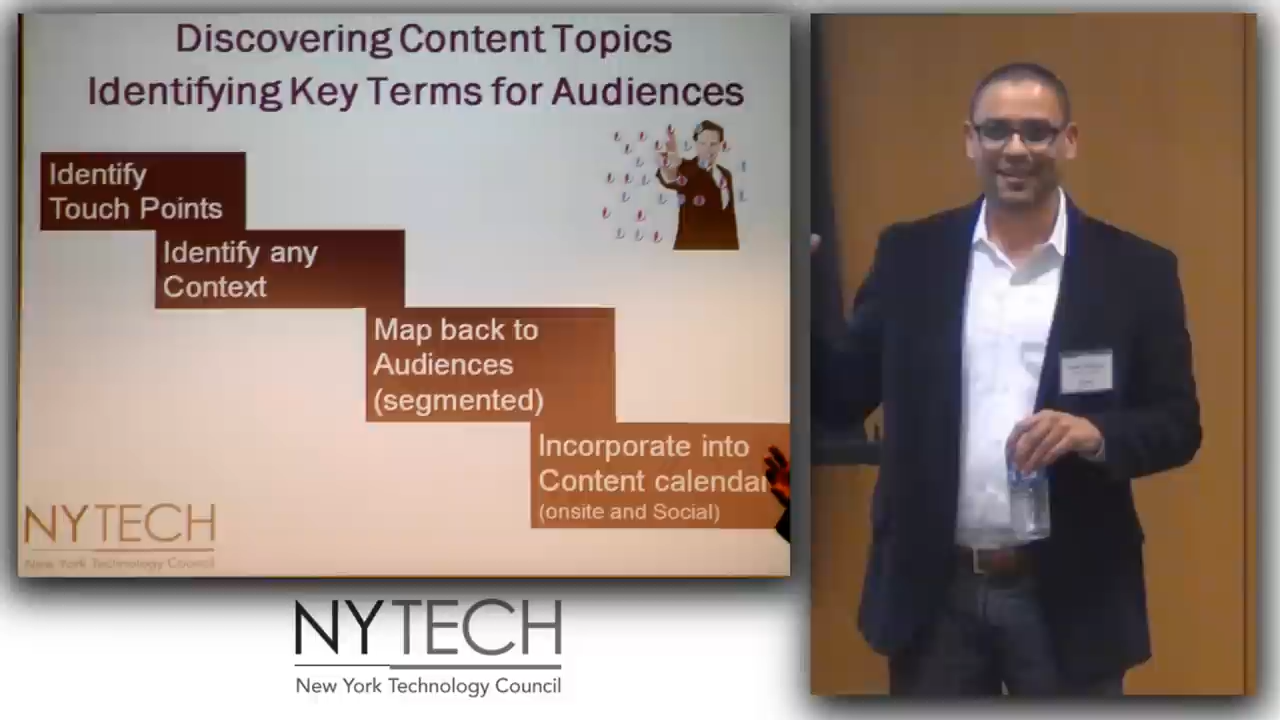 Discovering Content Topics
Identifying Key Terms for Audiences
Identify
Touch Points
Identify any
Context
Map back to
Audiences
(segmented)
Incorporate into
Content calendar
(onsite and Social)
NYTECH
New York Technology Council
NYTECH
New York Technology Council